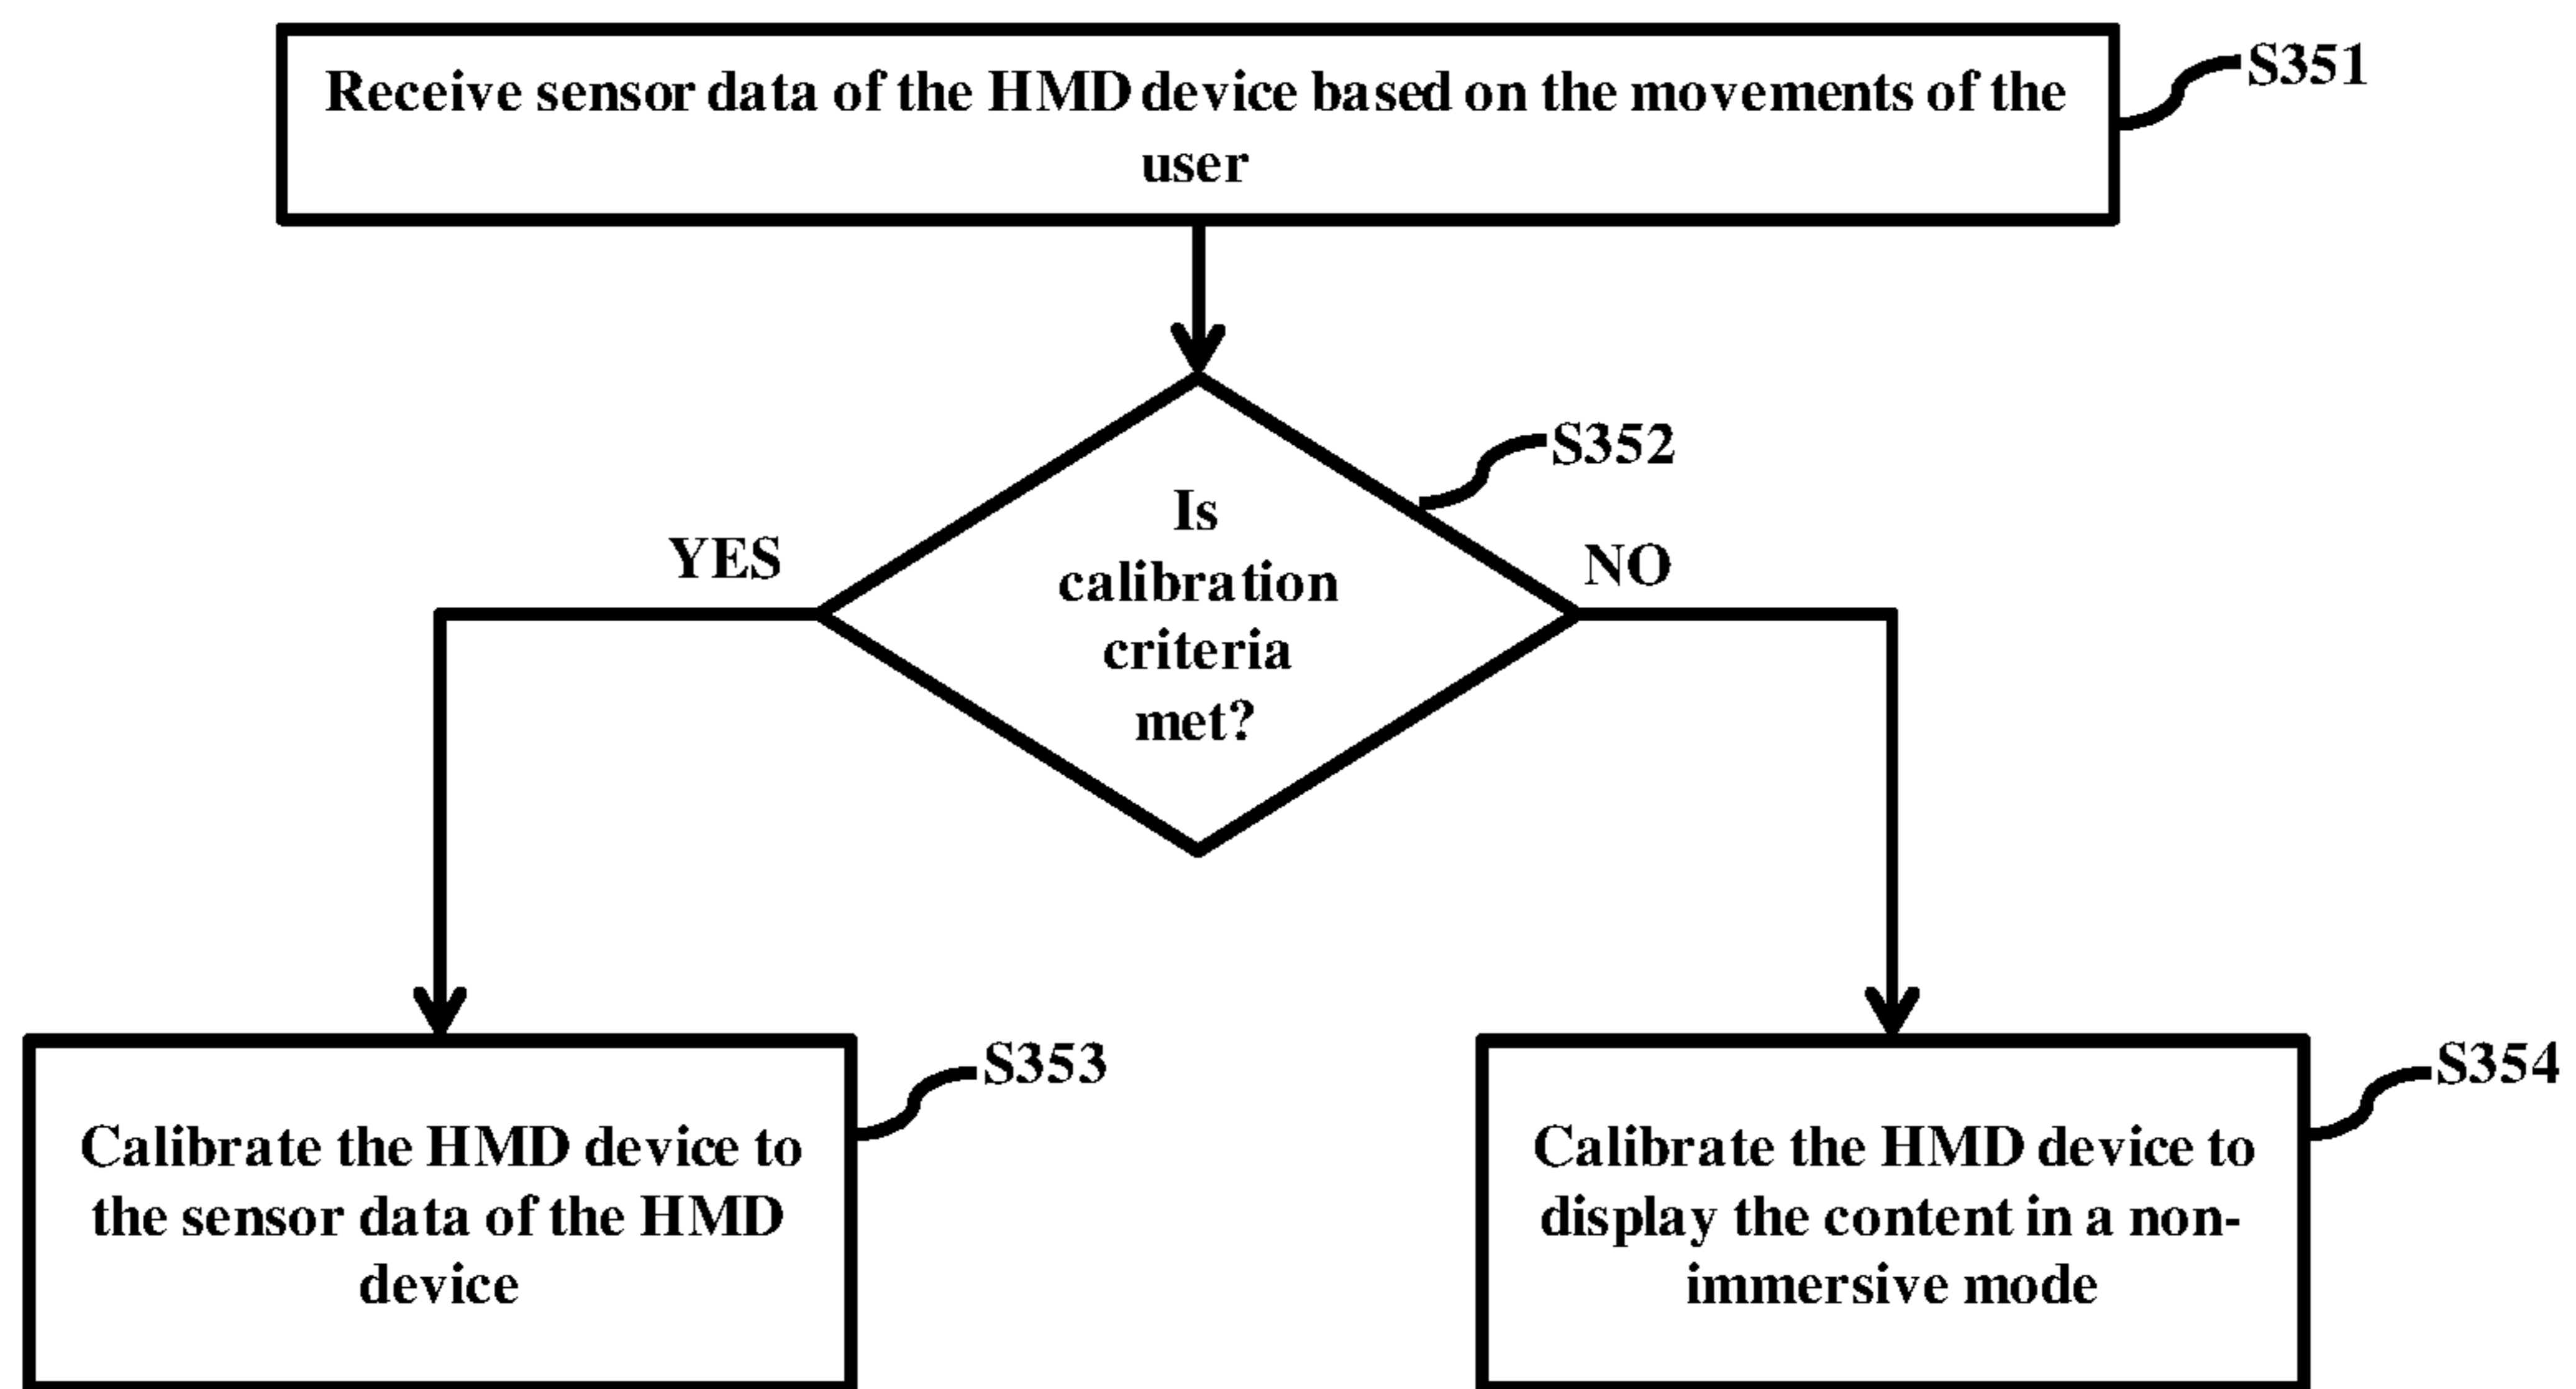 Receive sensor data of the HMD device based on the movements of the
user
S351
S352
Is
calibration
criteria
met?
YES
NO
S353
Calibrate the HMD device to
the sensor data of the HMD
device
S354
Calibrate the HMD device to
display the content in a non-
immersive mode